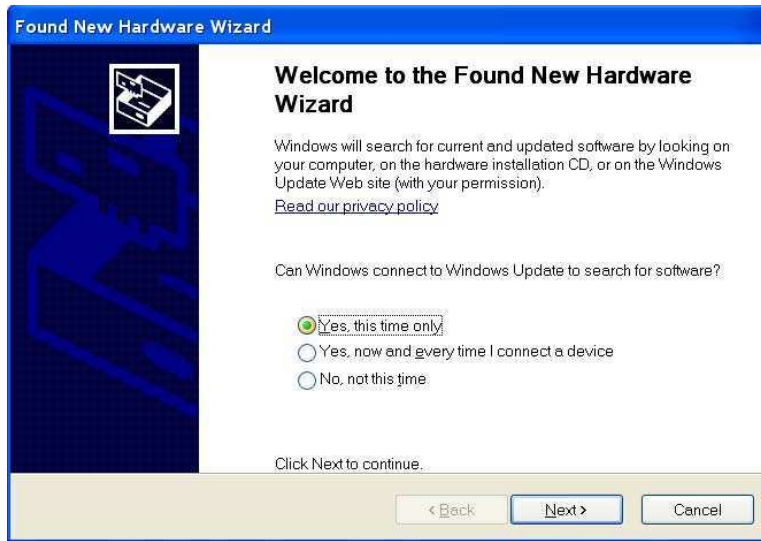 Found New Hardware Wizard
Welcome to the Found New Hardware
Wizard
Windows will search for current and updated software by looking on
your computer, on the hardware installation CD, or on the Windows
Update Web site (with your permission).
Read our privacy policy
Can Windows connect to Windows Update to search for software?
Yes, this time only
Yes, now and every time I connect a device
No, not this time
Click Next to continue.
< Back Next > Cancel